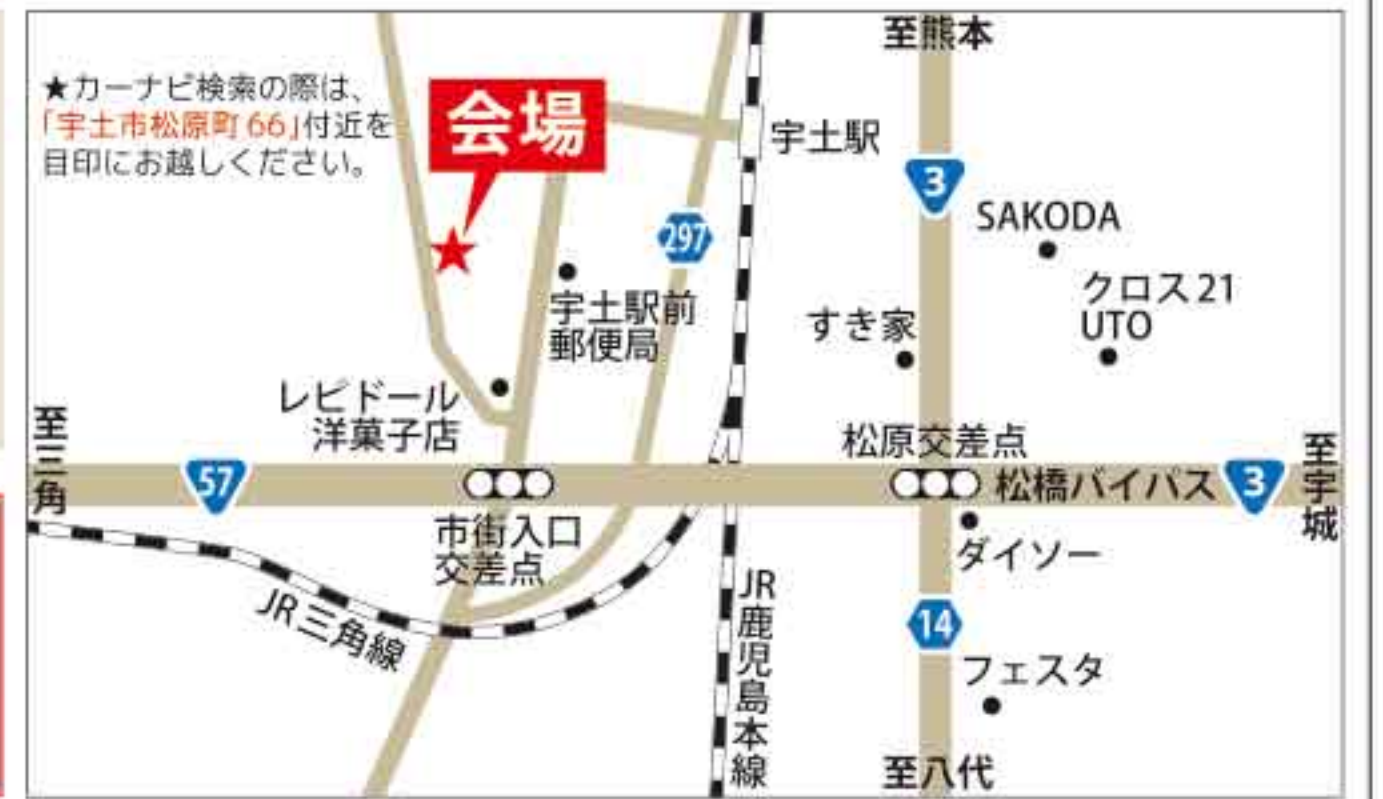 至熊本
★カーナビ検索の際は、
「宇土市松原町66」付近を
目印にお越しください。
会場
宇土駅
3
SAKODA
297
クロス21
UTO
宇土駅前
郵便局
すき家
レピドール
洋菓子店
至三角
松原交差点
至宇城
57
松橋バイパス
3
市街入口
交差点
ダイソー
JR三角線
JR鹿児島本線
14
フェスタ
至八代